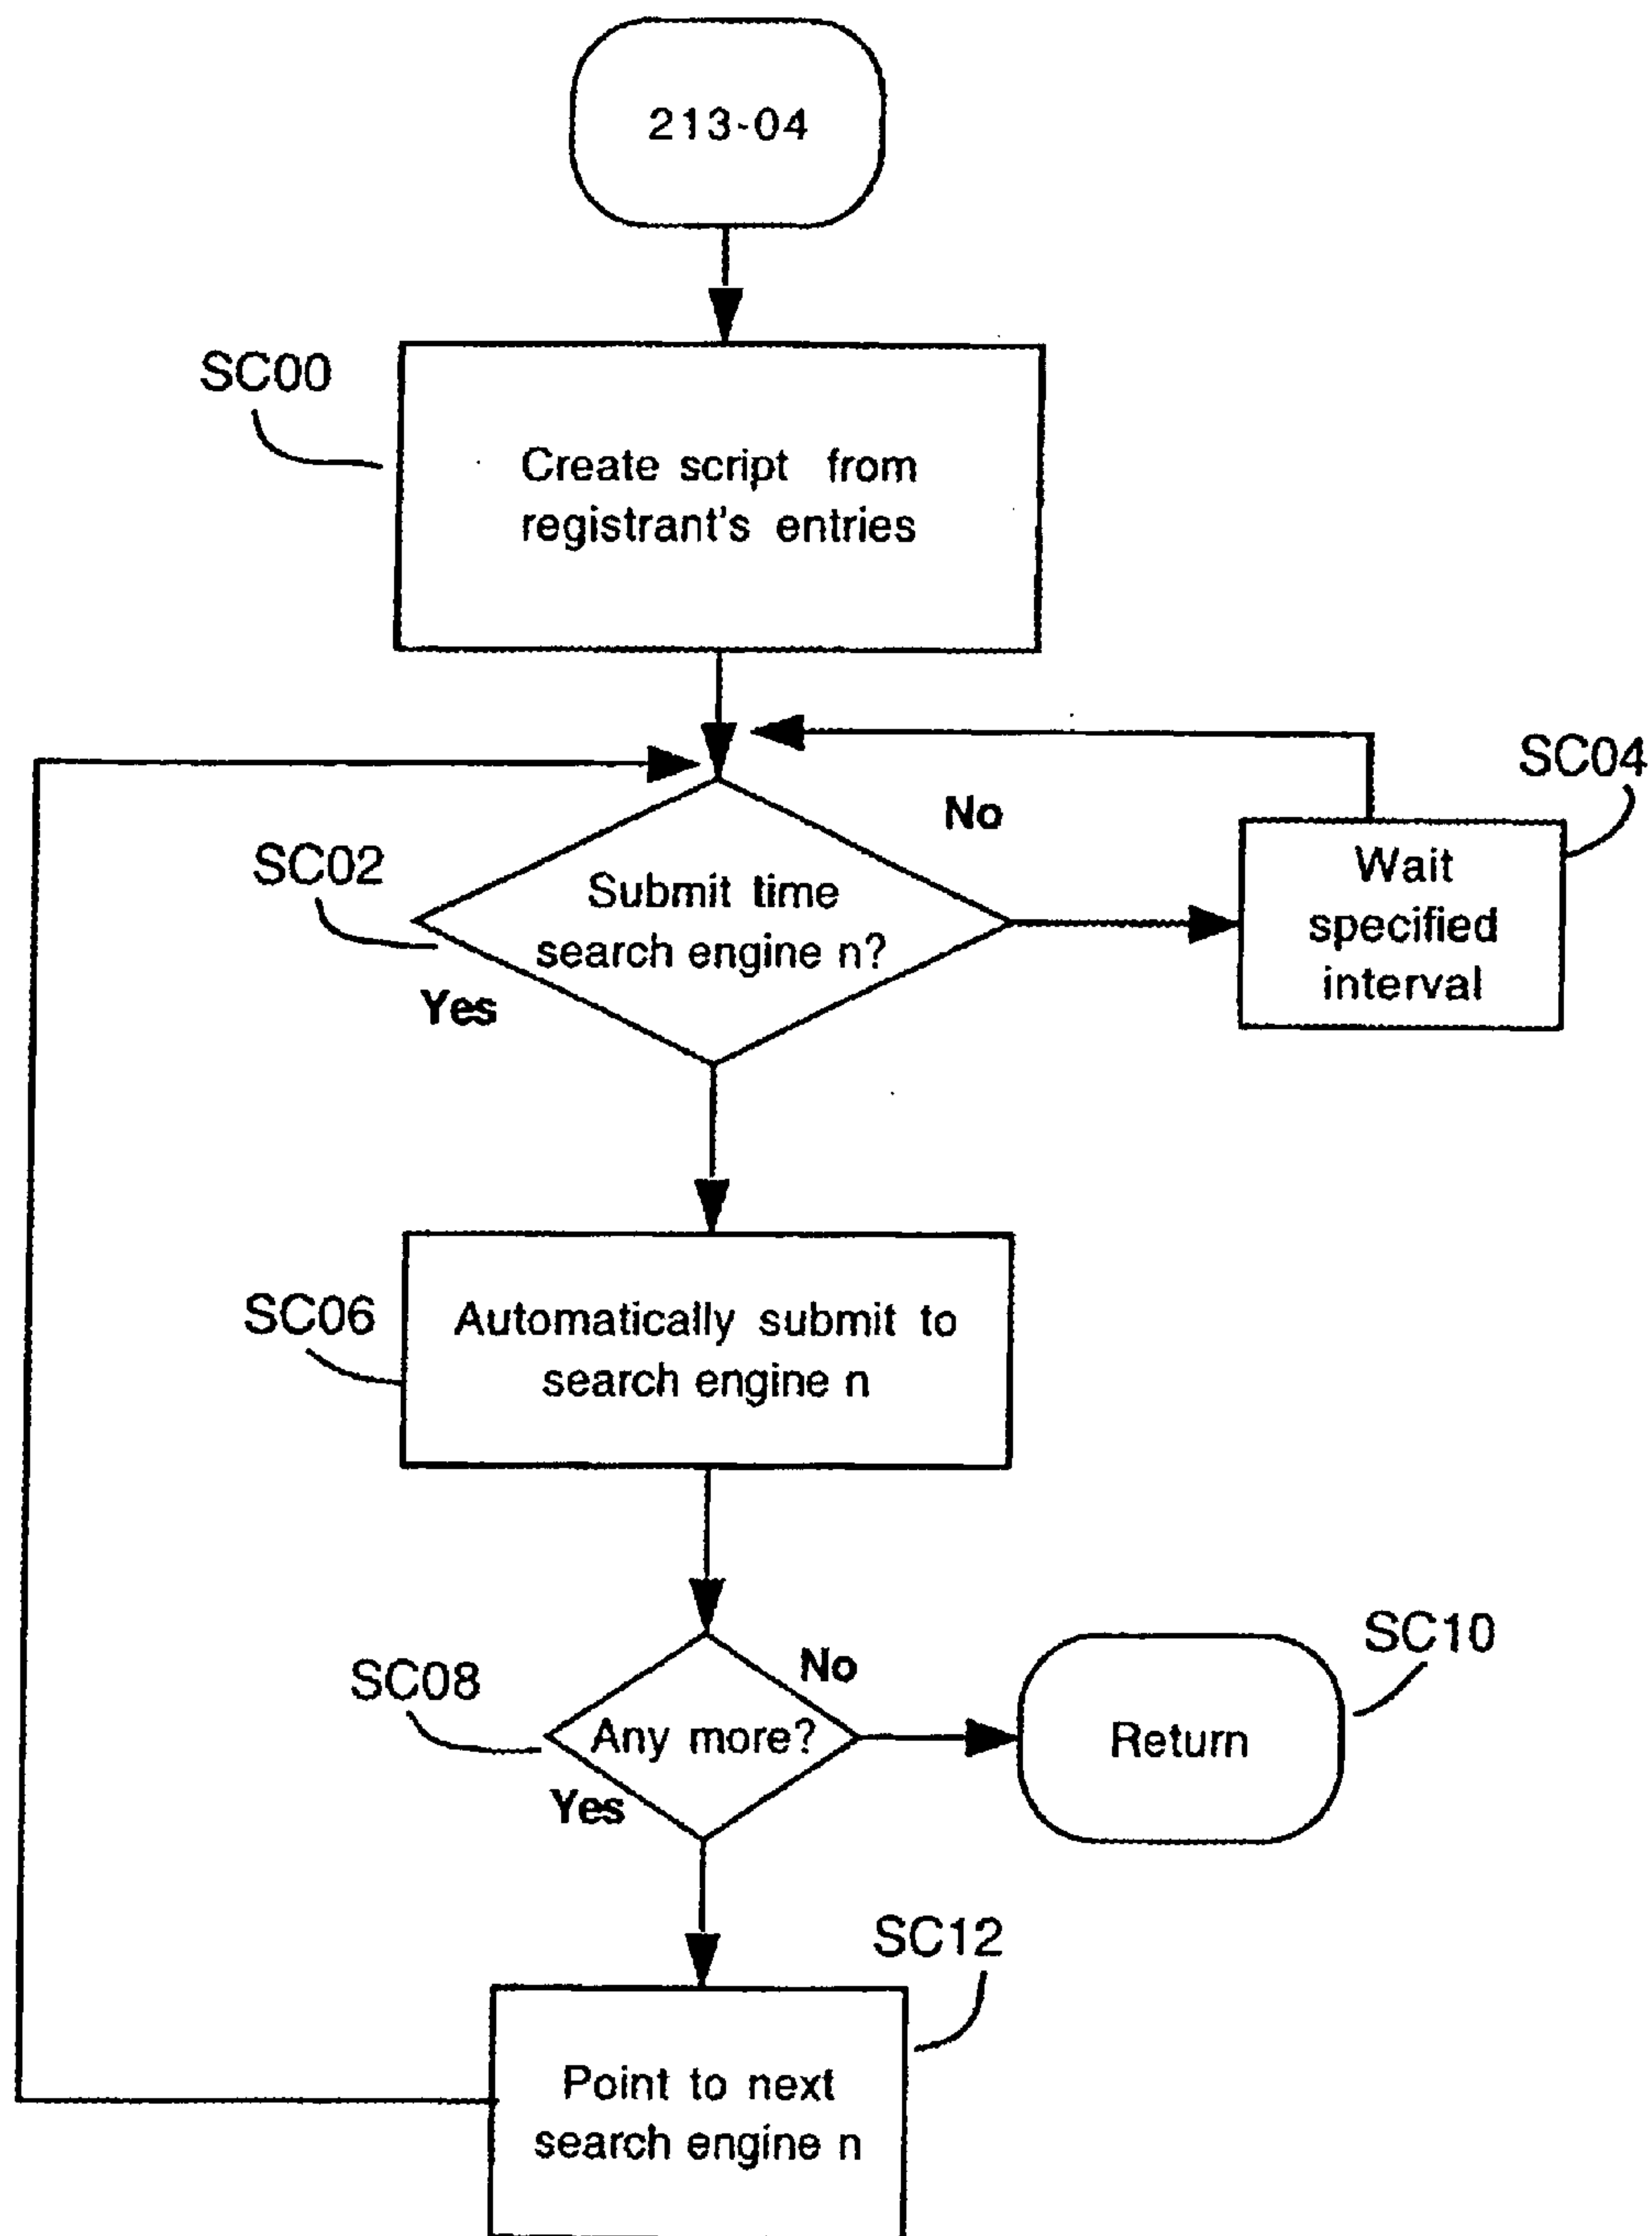 213-04
SC00
Create script from
registrant's entries
SC04
No
SC02
Submit time
search engine n?
Wait
specified
interval
Yes
SC06
Automatically submit to
search engine n
SC10
No
SC08
Any more?
Return
Yes
SC12
Point to next
search engine n